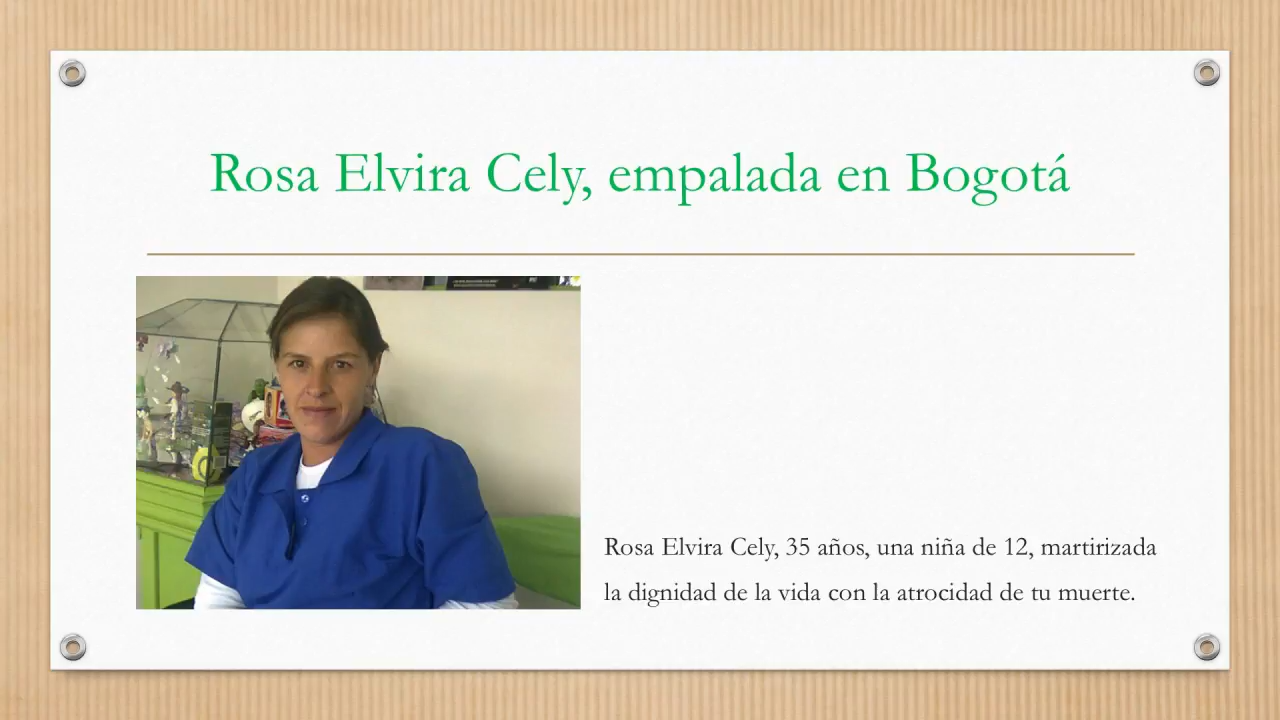 Rosa Elvira Cely, empalada en Bogotá
Rosa Elvira Cely, 35 años, una niña de 12, martirizada
la dignidad de la vida con la atrocidad de tu muerte.